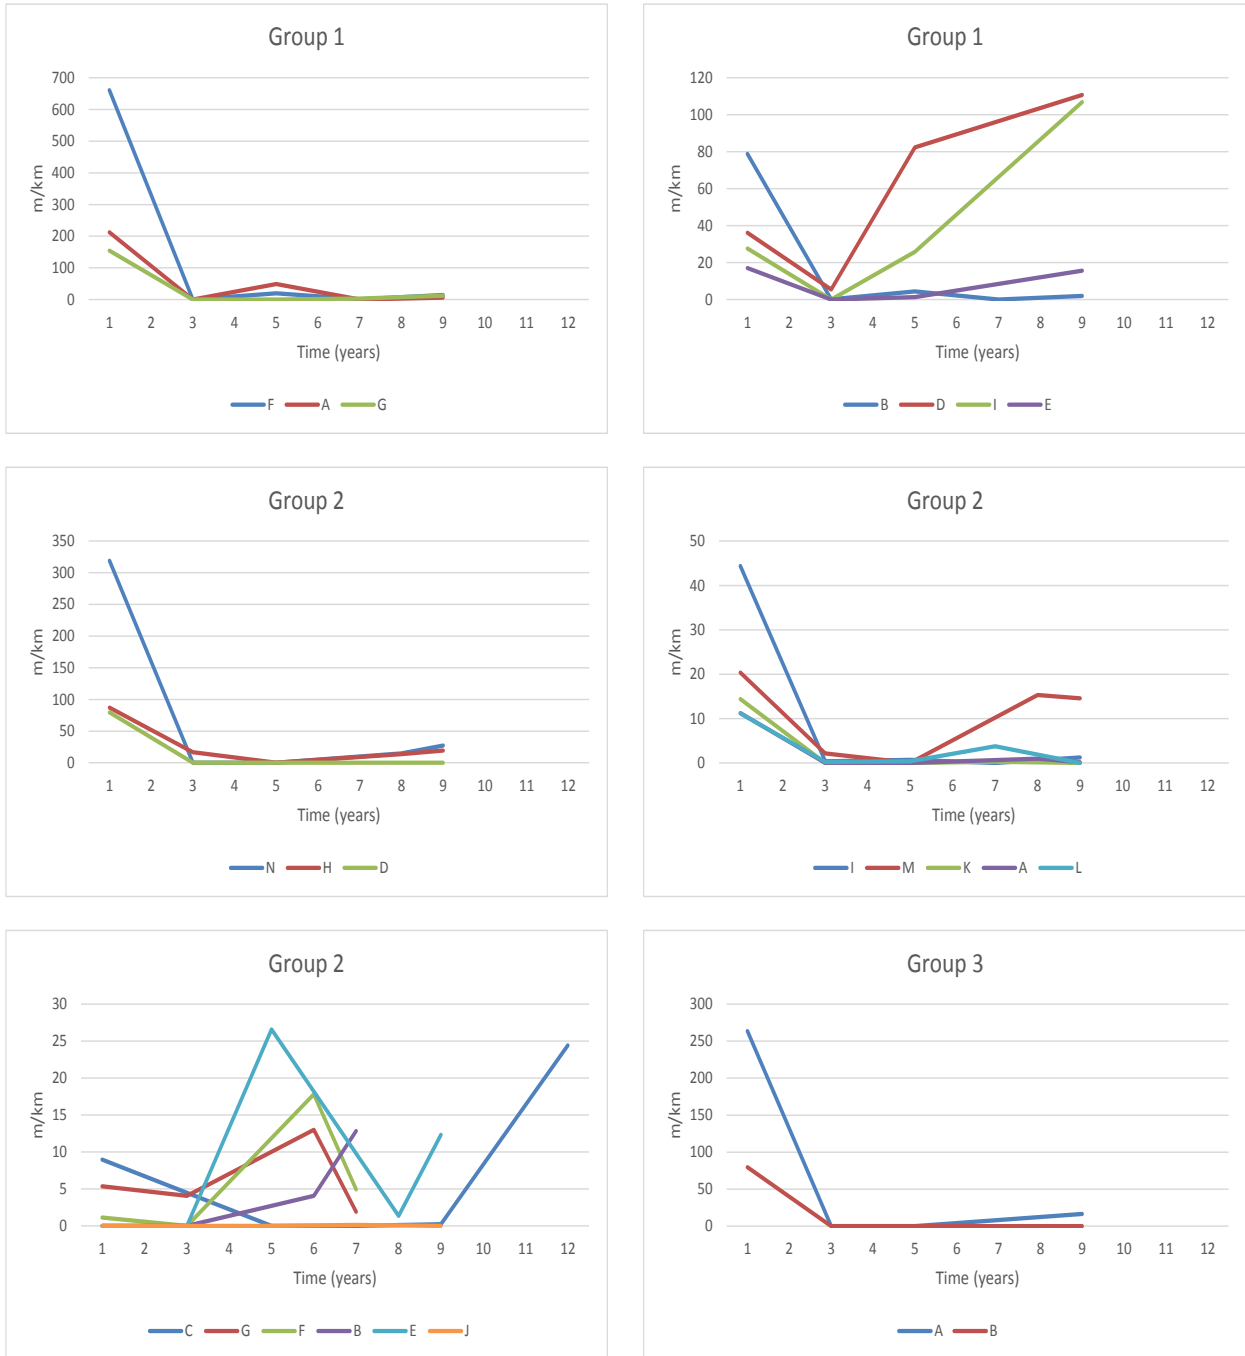 Group 1
700
600
500
400
300
200
100
0
m/km
1 2 3 4 5 6 7 8 9 10 11 12
Time (years)
F A G
Group 1
120
100
80
60
40
20
0
m/km
1 2 3 4 5 6 7 8 9 10 11 12
Time (years)
B D I E
Group 2
350
300
250
200
150
100
50
0
m/km
1 2 3 4 5 6 7 8 9 10 11 12
Time (years)
N H D
Group 2
50
40
30
20
10
0
m/km
1 2 3 4 5 6 7 8 9 10 11 12
Time (years)
I M K A L
Group 2
30
25
20
15
10
5
0
m/km
1 2 3 4 5 6 7 8 9 10 11 12
Time (years)
C G F B E J
Group 3
300
250
200
150
100
50
0
m/km
1 2 3 4 5 6 7 8 9 10 11 12
Time (years)
A B